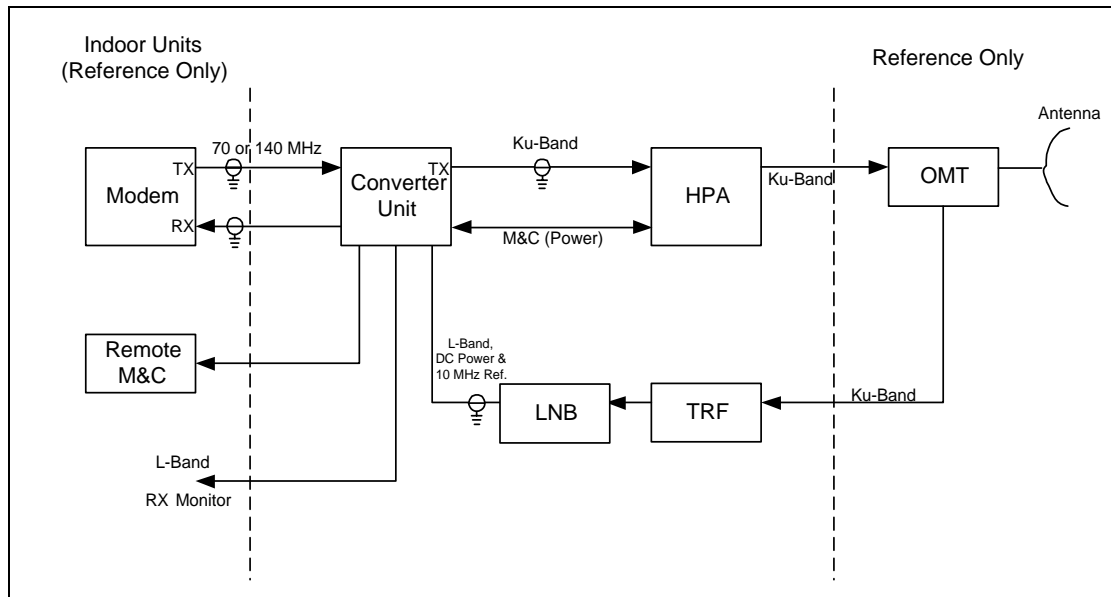 Indoor Units
(Reference Only)
Reference Only
Antenna
70 or 140 MHz
Ku-Band
TX
Modem
RX
TX
Converter
Unit
HPA
Ku-Band
OMT
M&C (Power)
Remote
M&C
L-Band,
DC Power &
10 MHz Ref.
LNB
TRF
Ku-Band
L-Band
RX Monitor